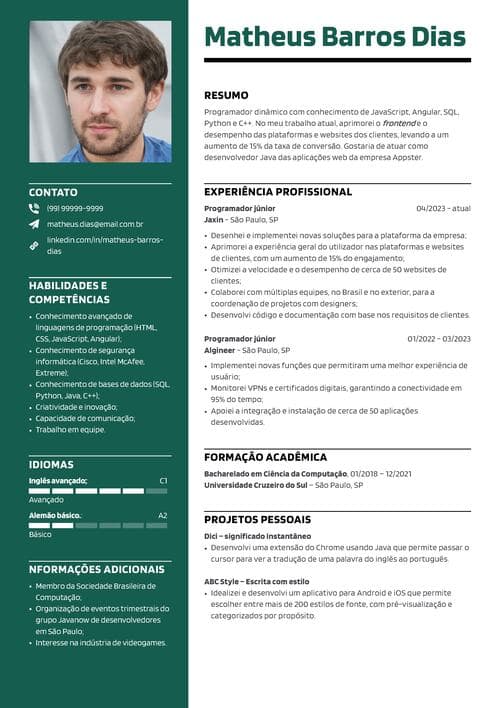 Matheus Barros Dias
CONTATO
(99) 99999-9999
matheus.dias@email.com.br
linkedin.com/in/matheus-barros-
dias
HABILIDADES E
COMPETÊNCIAS
• Conhecimento avançado de
linguagens de programação (HTML,
CSS, JavaScript, Angular);
• Conhecimento de segurança
informática (Cisco, Intel McAfee,
Extreme);
• Conhecimento de bases de dados (SQL,
Python, Java, C++);
• Criatividade e inovação;
• Capacidade de comunicação;
• Trabalho em equipe.
IDIOMAS
Inglês avançado; C1
Avançado
Alemão básico. A2
Básico
NFORMAÇÕES ADICIONAIS
• Membro da Sociedade Brasileira de
Computação;
• Organização de eventos trimestrais do
grupo Javanow de desenvolvedores
em São Paulo;
• Interesse na indústria de videogames.
RESUMO
Programador dinâmico com conhecimento de JavaScript, Angular, SQL,
Python e C++. No meu trabalho atual, aprimorei o frontend e o
desempenho das plataformas e websites dos clientes, levando a um
aumento de 15% da taxa de conversão. Gostaria de atuar como
desenvolvedor Java das aplicações web da empresa Appster.
EXPERIÊNCIA PROFISSIONAL
Programador júnior 04/2023 - atual
Jaxin - São Paulo, SP
• Desenhei e implementei novas soluções para a plataforma da empresa;
• Aprimorei a experiência geral do utilizador nas plataformas e websites
de clientes, com um aumento de 15% do engajamento;
• Otimizei a velocidade e o desempenho de cerca de 50 websites de
clientes;
• Colaborei com múltiplas equipes, no Brasil e no exterior, para a
coordenação de projetos com designers;
• Desenvolvi código e documentação com base nos requisitos de clientes.
Programador júnior 01/2022 – 03/2023
Algineer - São Paulo, SP
• Implementei novas funções que permitiram uma melhor experiência de
usuário;
• Monitorei VPNs e certificados digitais, garantindo a conectividade em
95% do tempo;
• Apoiei a integração e instalação de cerca de 50 aplicações
desenvolvidas.
FORMAÇÃO ACADÊMICA
Bacharelado em Ciência da Computação, 01/2018 – 12/2021
Universidade Cruzeiro do Sul – São Paulo, SP
PROJETOS PESSOAIS
Dici – significado instantâneo
• Desenvolvi uma extensão do Chrome usando Java que permite passar o
cursor para ver a tradução de uma palavra do inglês ao português.
ABC Style – Escrita com estilo
• Idealizei e desenvolvi um aplicativo para Android e iOS que permite
escolher entre mais de 200 estilos de fonte, com pré-visualização e
categorizados por propósito.